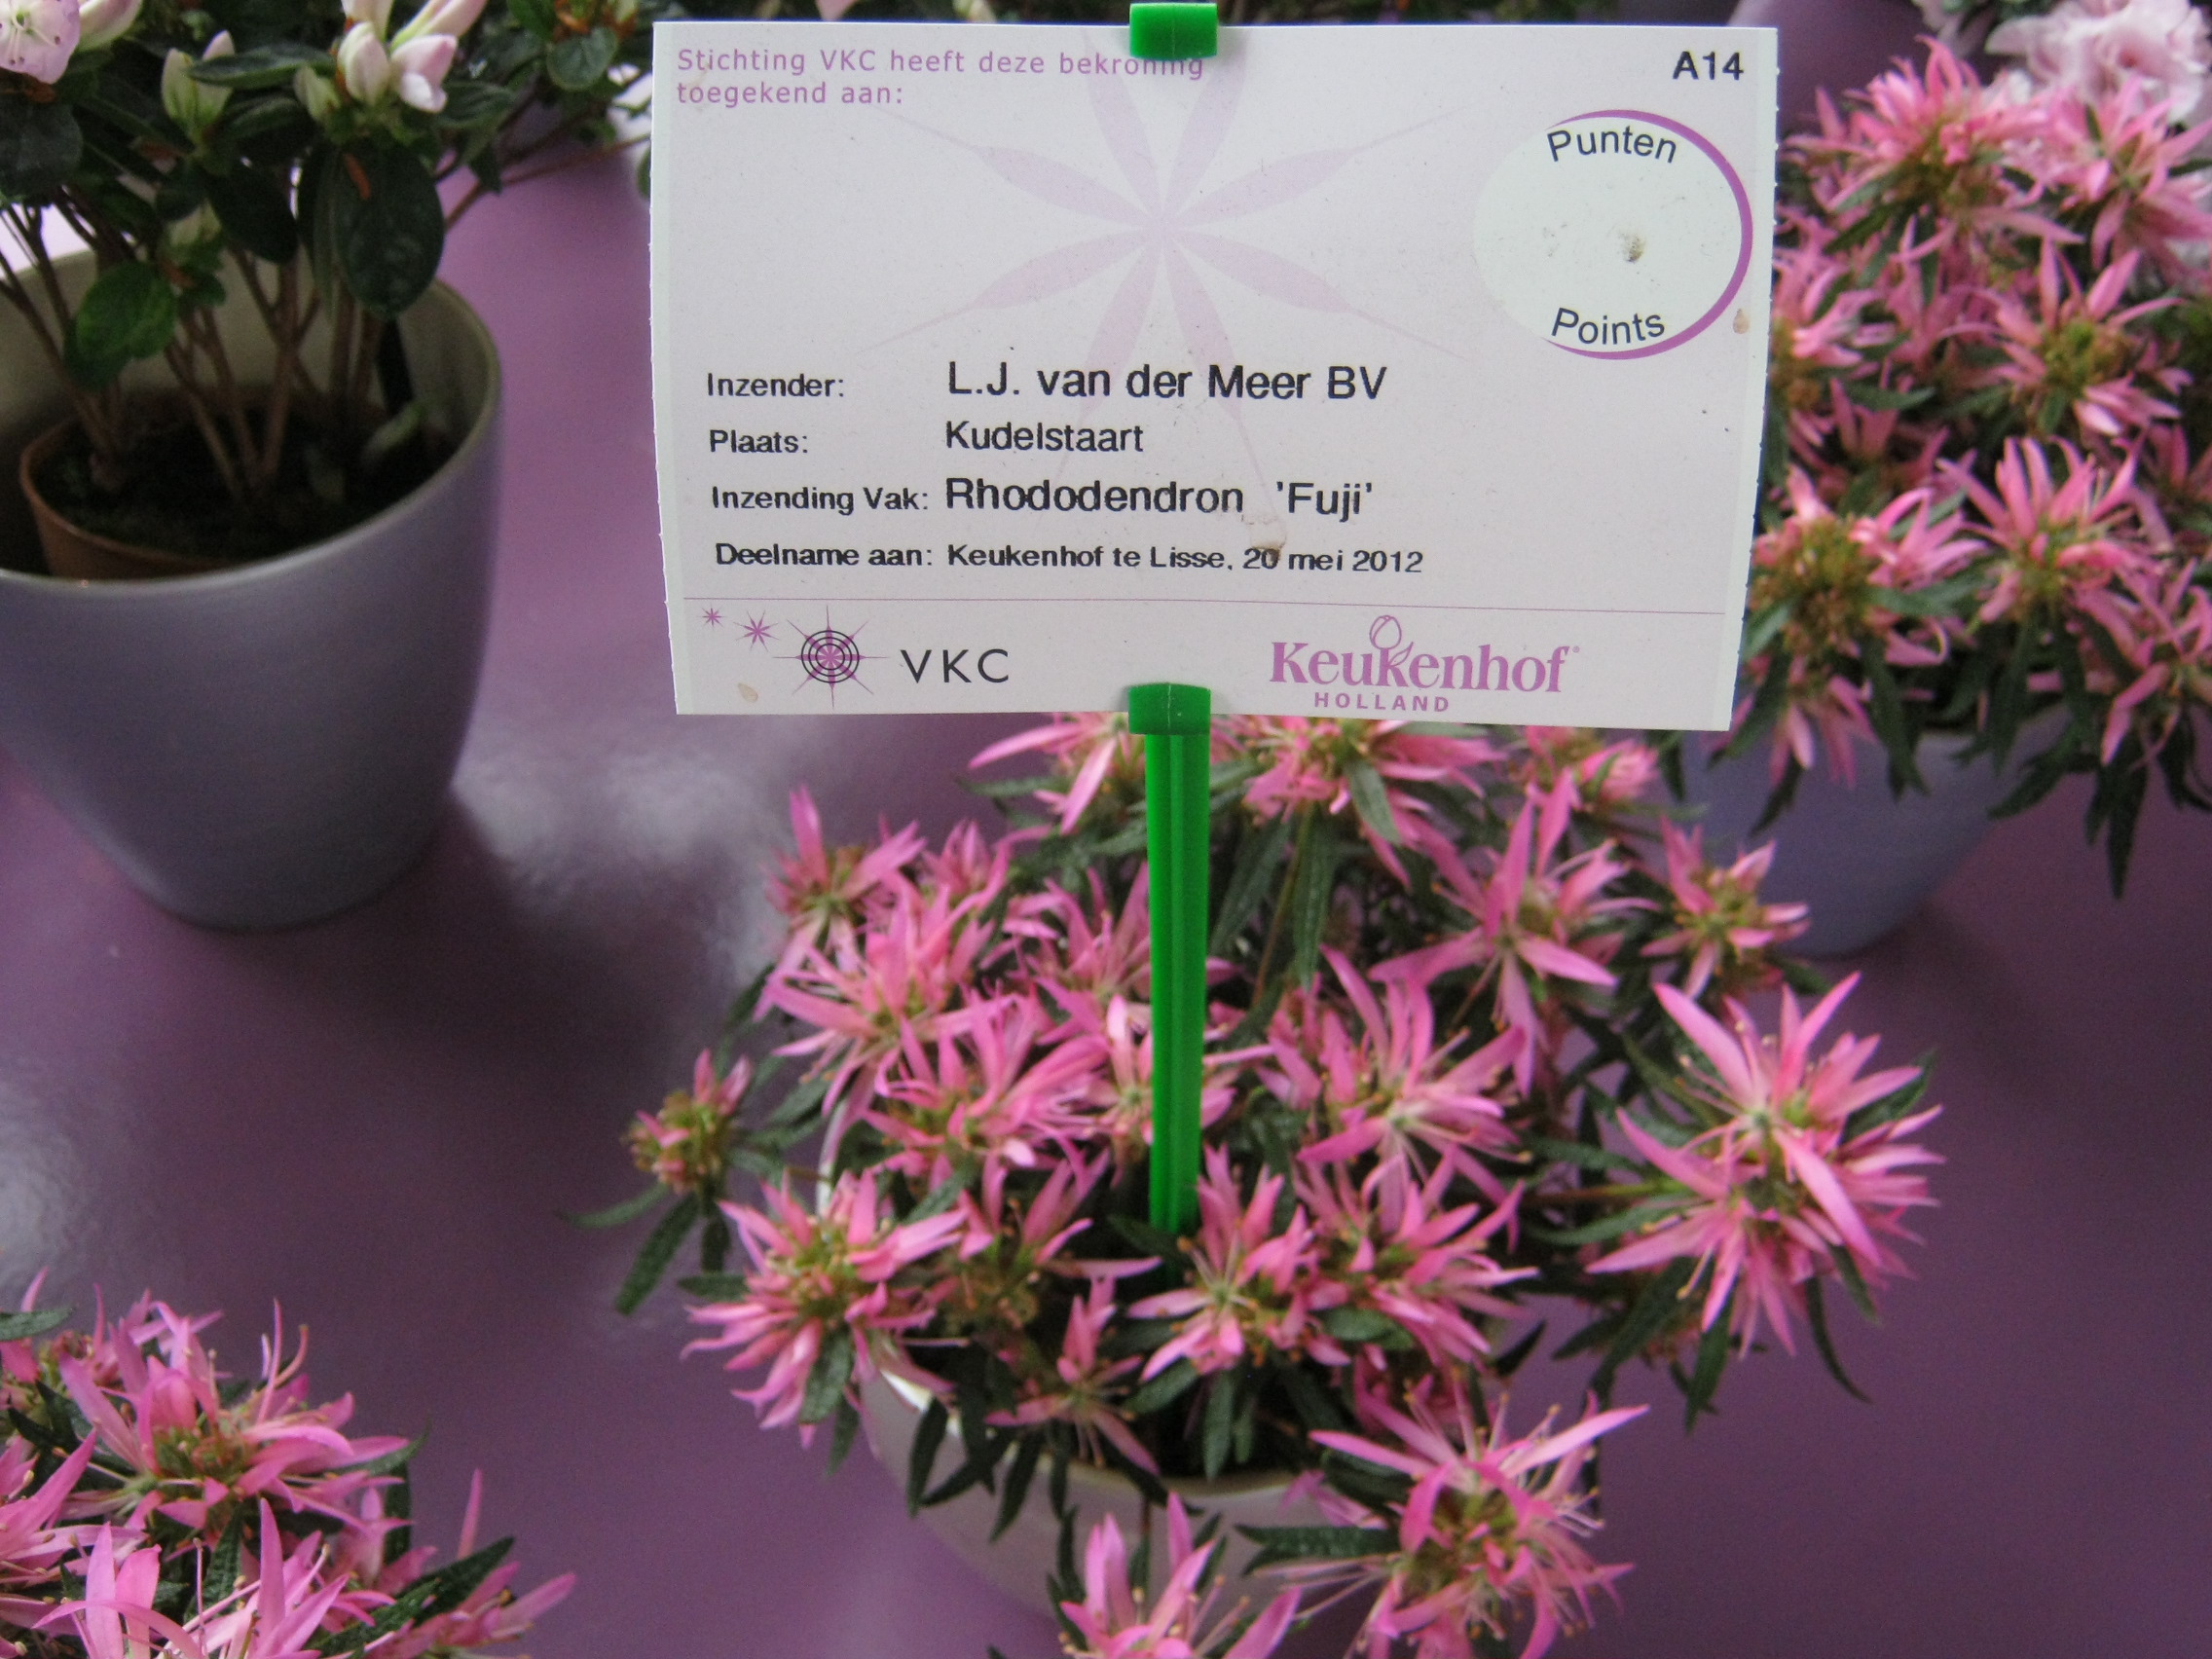 Stichting VKC heeft deze bekroning
toegekend aan:
A14
Punten
Points
Inzender: L.J. van der Meer BV
Plaats: Kudelstaart
Inzending Vak: Rhododendron 'Fuji'
Deelname aan: Keukenhof te Lisse, 20 mei 2012
VKC
Keukenhof®
HOLLAND